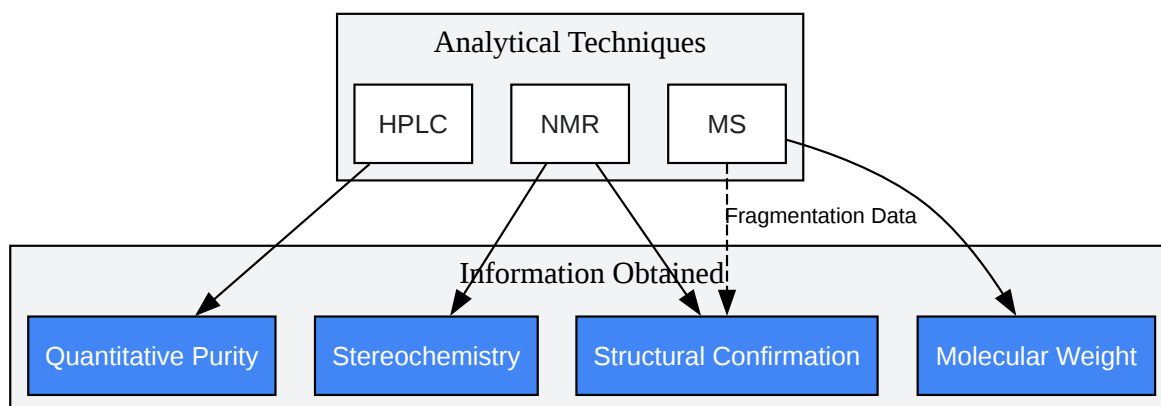 Analytical Techniques
HPLC
NMR
MS
Fragmentation Data
Information Obtained
Quantitative Purity
Stereochemistry
Structural Confirmation
Molecular Weight